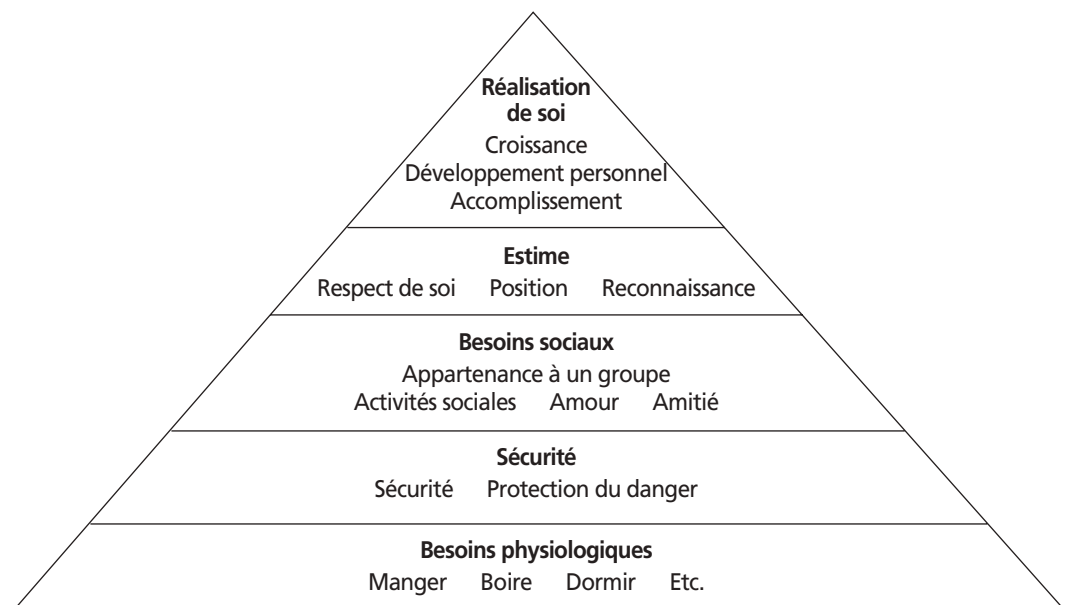 Réalisation
de soi
Croissance
Développement personnel
Accomplissement
Estime
Respect de soi Position Reconnaissance
Besoins sociaux
Appartenance à un groupe
Activités sociales Amour Amitié
Sécurité
Sécurité Protection du danger
Besoins physiologiques
Manger Boire Dormir Etc.